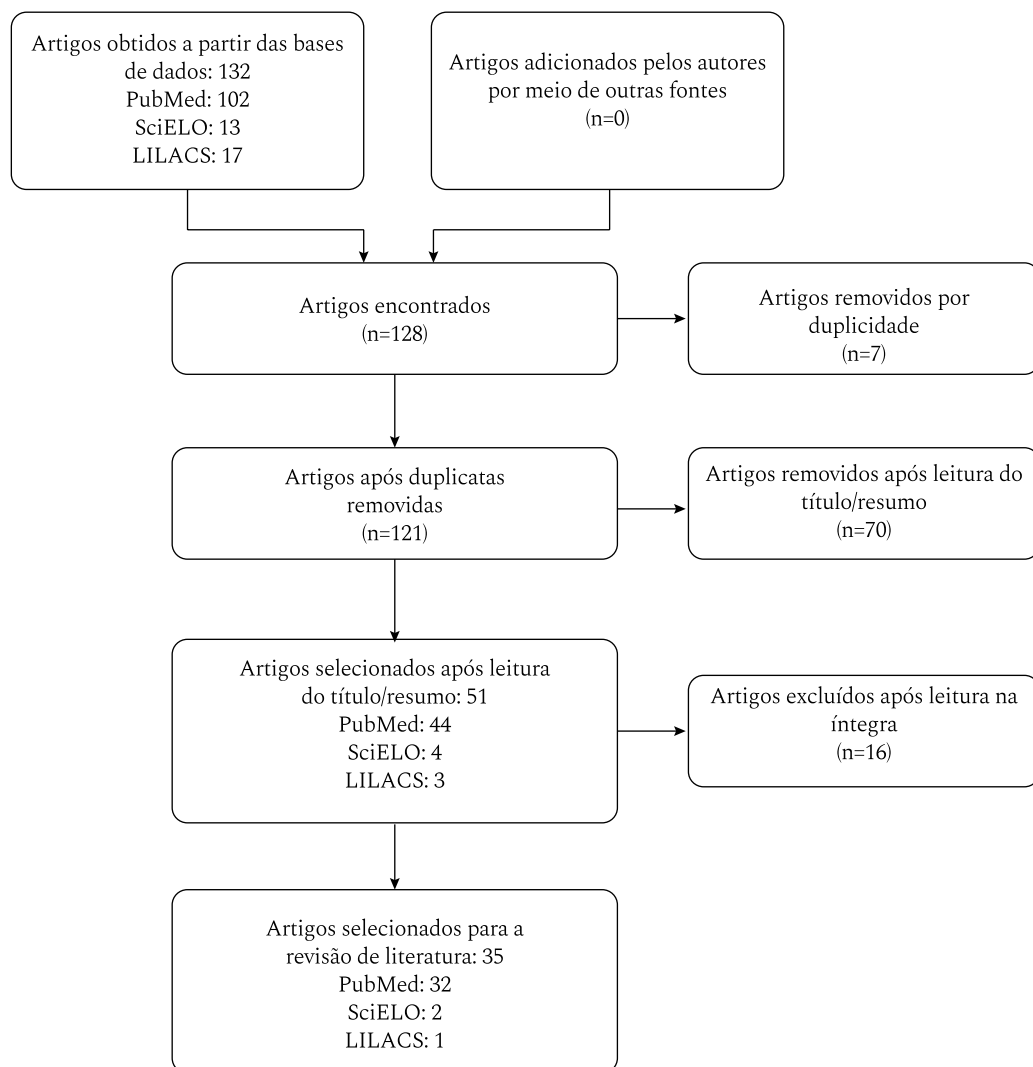 Artigos obtidos a partir das bases
de dados: 132
PubMed: 102
SciELO: 13
LILACS: 17
Artigos adicionados pelos autores
por meio de outras fontes
(n=0)
Artigos encontrados
(n=128)
Artigos removidos por
duplicidade
(n=7)
Artigos após duplicatas
removidas
(n=121)
Artigos removidos após leitura do
título/resumo
(n=70)
Artigos selecionados após leitura
do título/resumo: 51
PubMed: 44
SciELO: 4
LILACS: 3
Artigos excluídos após leitura na
íntegra
(n=16)
Artigos selecionados para a
revisão de literatura: 35
PubMed: 32
SciELO: 2
LILACS: 1